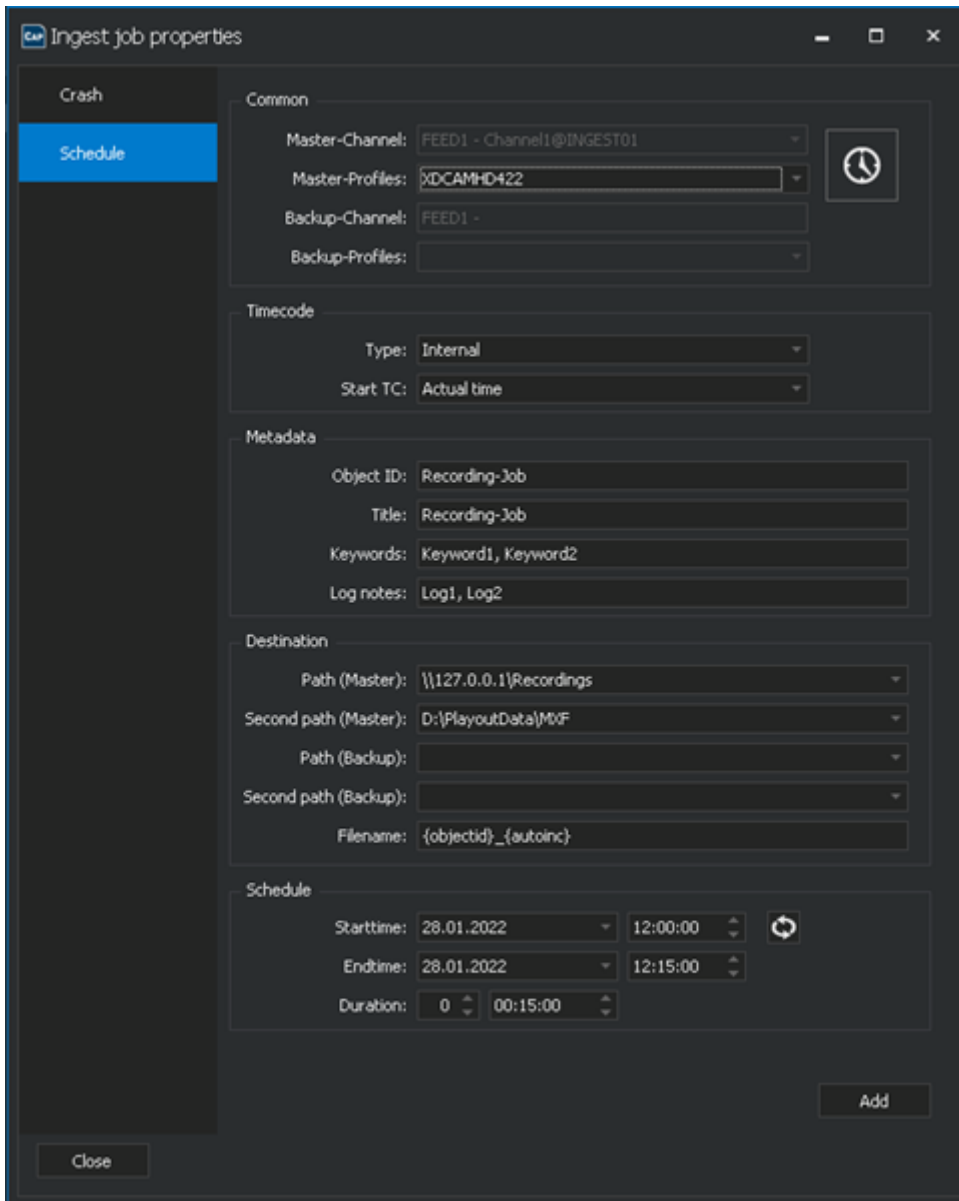 CAP Ingest job properties
Crash
Schedule
Common
Master-Channel: FEED1 - Channel1@INGEST01
Master-Profiles: XDCAMHD422
Backup-Channel: FEED1 -
Backup-Profiles:
Timecode
Type: Internal
Start TC: Actual time
Metadata
Object ID: Recording-Job
Title: Recording-Job
Keywords: Keyword1, Keyword2
Log notes: Log1, Log2
Destination
Path (Master): \\127.0.0.1\Recordings
Second path (Master): D:\PlayoutData\MXF
Path (Backup):
Second path (Backup):
Filename: {objectid}_{autoinc}
Schedule
Starttime: 28.01.2022 12:00:00
Endtime: 28.01.2022 12:15:00
Duration: 0 00:15:00
Add
Close